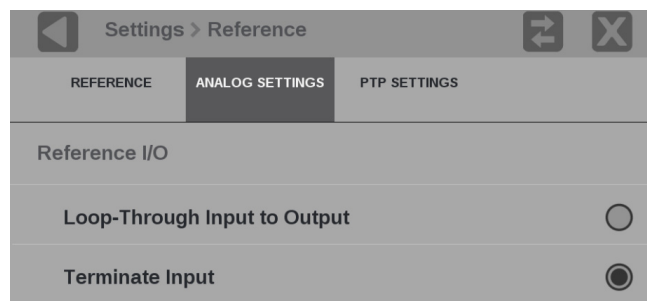 Settings > Reference
REFERENCE ANALOG SETTINGS PTP SETTINGS
Reference I/O
Loop-Through Input to Output
Terminate Input